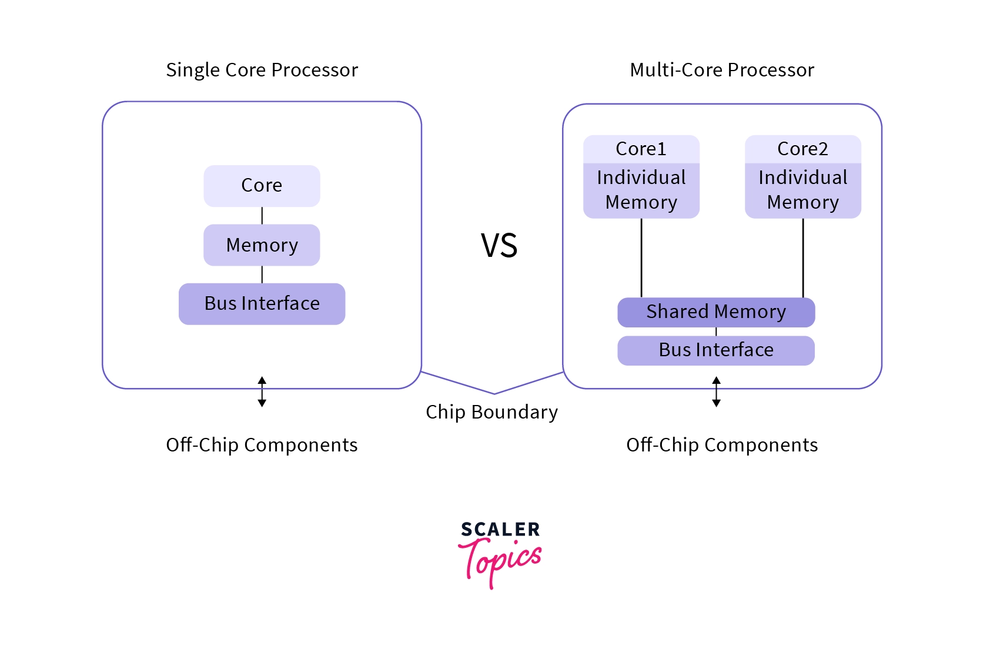 Single Core Processor
Core
Memory
Bus Interface
Off-Chip Components
VS
Chip Boundary
Multi-Core Processor
Core1
Individual
Memory
Core2
Individual
Memory
Shared Memory
Bus Interface
Off-Chip Components
SCALER
Topics